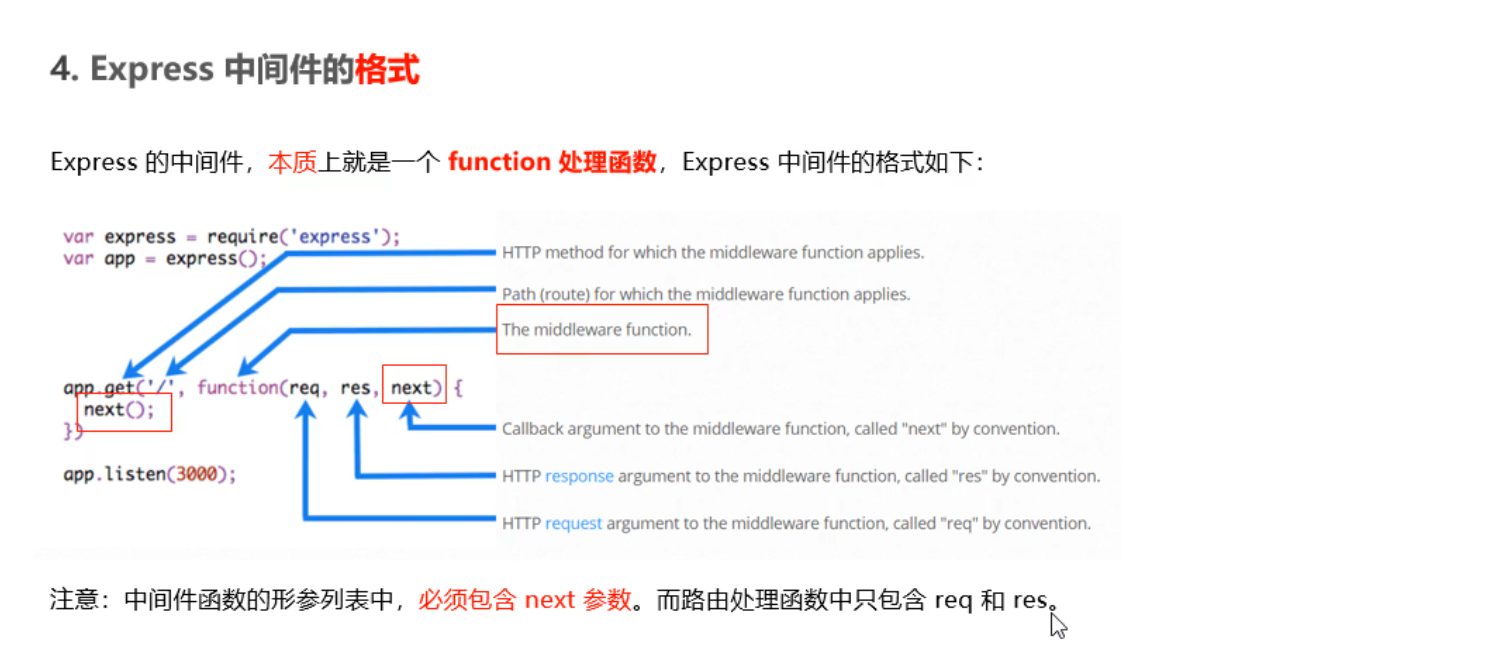 4. Express 中间件的格式
Express 的中间件，本质上就是一个 function 处理函数，Express 中间件的格式如下：
var express = require('express');
var app = express();
HTTP method for which the middleware function applies.
Path (route) for which the middleware function applies.
The middleware function.
app.get('/', function(req, res, next) {
next();
})
Callback argument to the middleware function, called "next" by convention.
app.listen(3000);
HTTP response argument to the middleware function, called "res" by convention.
HTTP request argument to the middleware function, called "req" by convention.
注意：中间件函数的形参列表中，必须包含 next 参数。而路由处理函数中只包含 req 和 res。